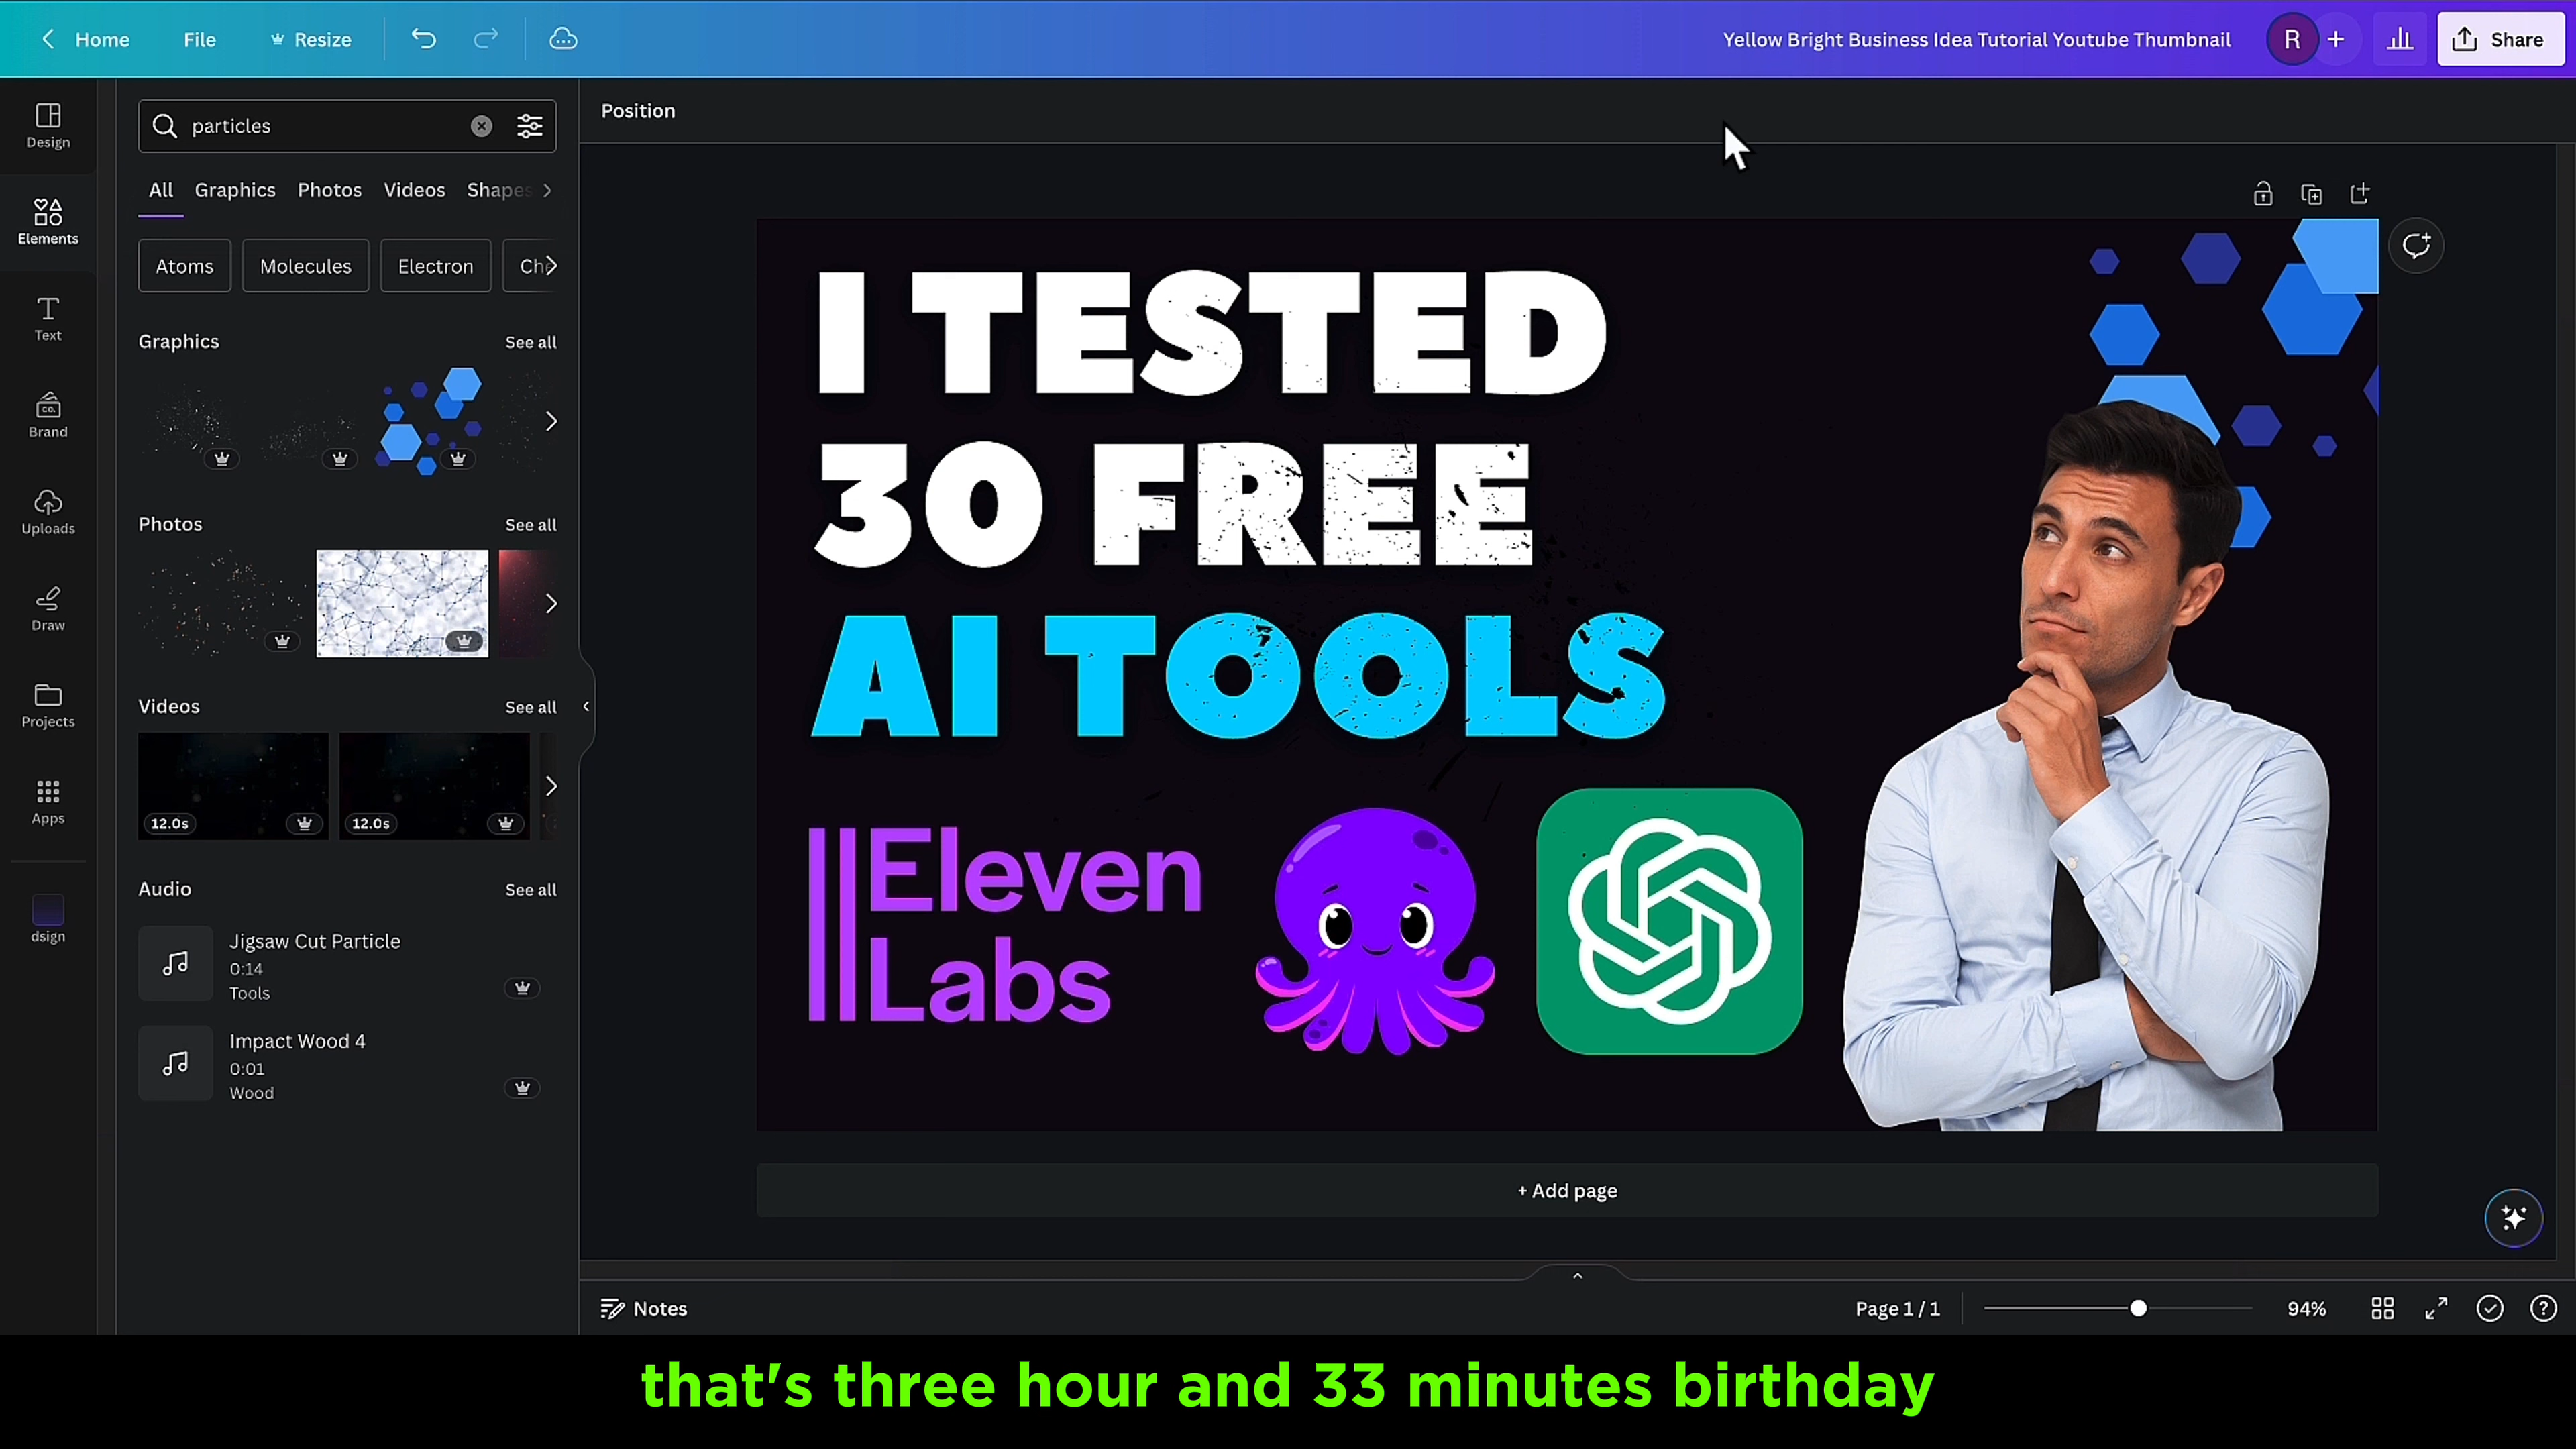 Home File Resize
Yellow Bright Business Idea Tutorial Youtube Thumbnail R + Share
Design
Elements
Text
Brand
Uploads
Draw
Projects
Apps
dsign
particles
All Graphics Photos Videos Shapes
Atoms Molecules Electron
Graphics See all
Photos See all
Videos See all
12.0s 12.0s
Audio See all
Jigsaw Cut Particle
0:14
Tools
Impact Wood 4
0:01
Wood
Position
I TESTED
30 FREE
AI TOOLS
||Eleven
Labs
+ Add page
Notes Page 1 / 1 94%
that's three hour and 33 minutes birthday